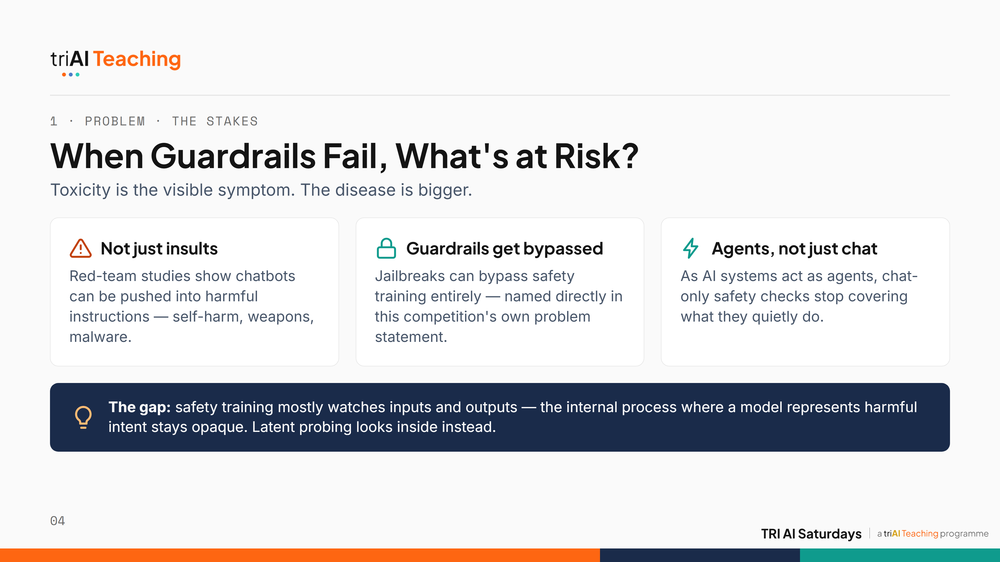 triAI Teaching
1 · PROBLEM · THE STAKES
When Guardrails Fail, What's at Risk?
Toxicity is the visible symptom. The disease is bigger.
Not just insults
Red-team studies show chatbots
can be pushed into harmful
instructions — self-harm, weapons,
malware.
Guardrails get bypassed
Jailbreaks can bypass safety
training entirely — named directly in
this competition's own problem
statement.
Agents, not just chat
As AI systems act as agents, chat-
only safety checks stop covering
what they quietly do.
The gap: safety training mostly watches inputs and outputs — the internal process where a model represents harmful
intent stays opaque. Latent probing looks inside instead.
04
TRI AI Saturdays | a triAI Teaching programme